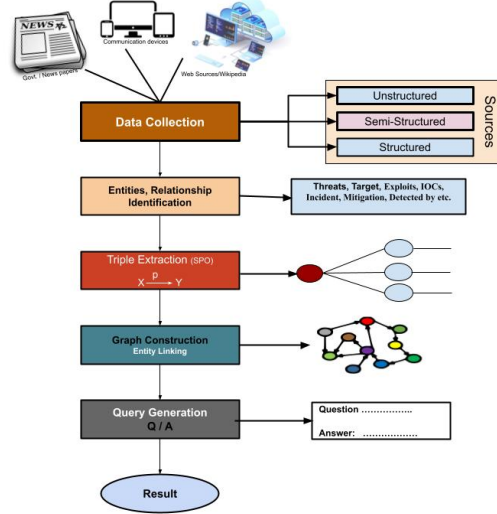 NEWS
Communication devices
Govt. / News papers
Web Sources/Wikipedia
Data Collection
Unstructured
Semi-Structured
Structured
Sources
Entities, Relationship
Identification
Threats, Target, Exploits, IOCs,
Incident, Mitigation, Detected by etc.
Triple Extraction (SPO)
p
X Y
Graph Construction
Entity Linking
Query Generation
Q / A
Question ……………..
Answer: ………………
Result